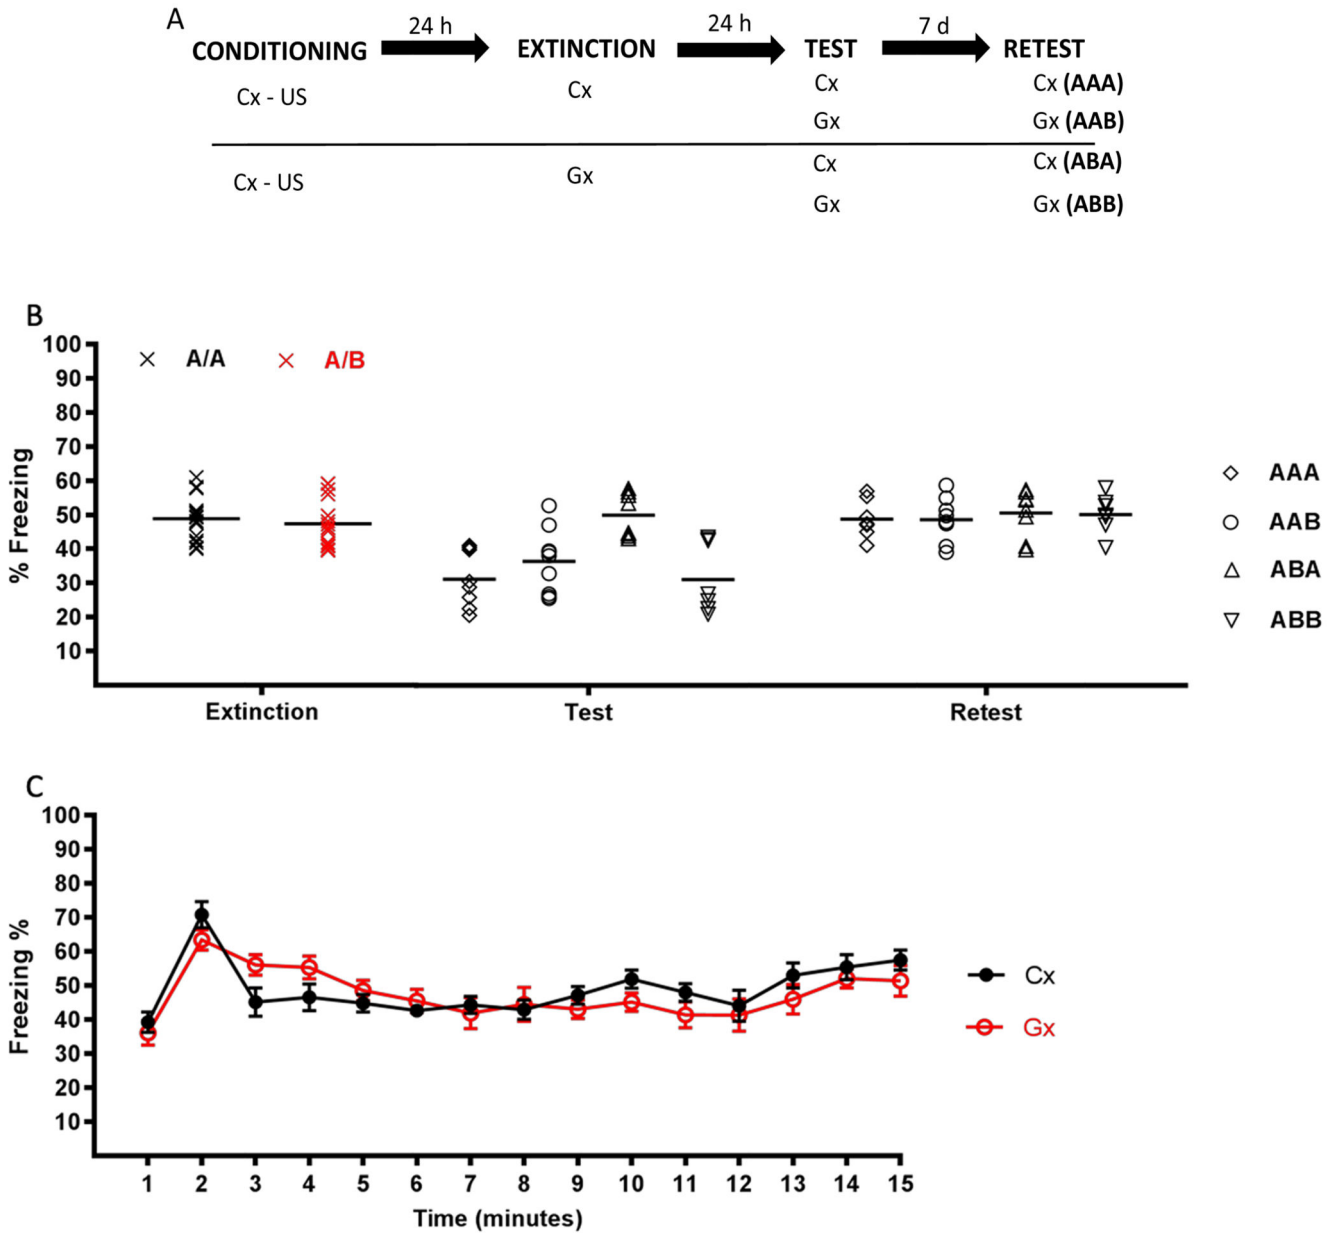 A
24 h
24 h
7 d
CONDITIONING EXTINCTION TEST RETEST
Cx - US Cx Cx Cx (AAA)
Gx Gx (AAB)
Cx - US Gx Cx Cx (ABA)
Gx Gx (ABB)
B
% Freezing
100
90
80
70
60
50
40
30
20
10
A/A A/B
Extinction Test Retest
AAA
AAB
ABA
ABB
C
Freezing %
100
90
80
70
60
50
40
30
20
10
1 2 3 4 5 6 7 8 9 10 11 12 13 14 15
Time (minutes)
Cx
Gx